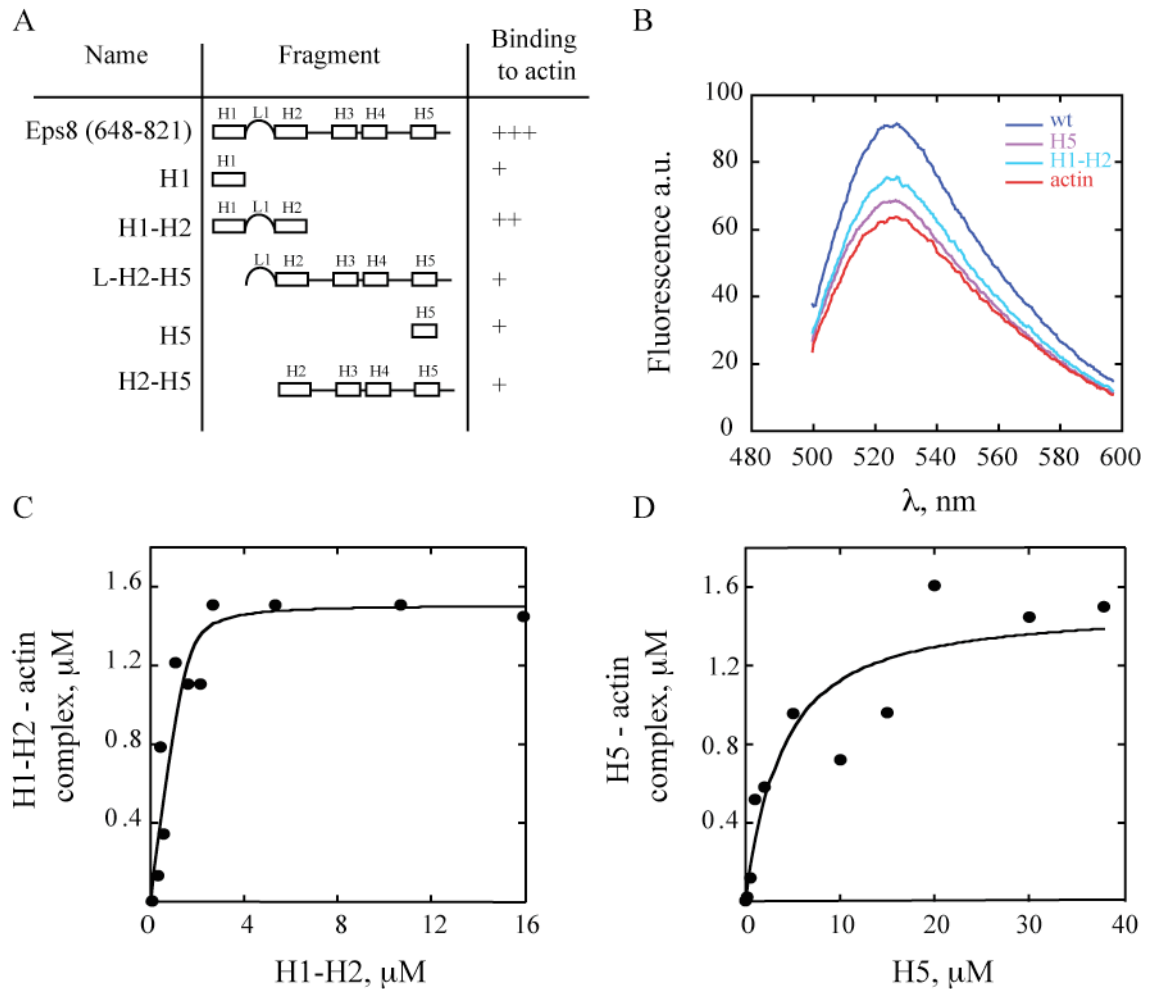 A
Name
Fragment
Binding
to actin
Eps8 (648-821)
H1 L1 H2 H3 H4 H5
+++
H1
H1
+
H1-H2
H1 L1 H2
++
L-H2-H5
L1 H2 H3 H4 H5
+
H5
H5
+
H2-H5
H2 H3 H4 H5
+
B
100
80
60
40
20
0
Fluorescence a.u.
wt
H5
H1-H2
actin
480 500 520 540 560 580 600
λ, nm
C
1.6
1.2
0.8
0.4
H1-H2 - actin
complex, μM
0 4 8 12 16
H1-H2, μM
D
1.6
1.2
0.8
0.4
H5 - actin
complex, μM
0 10 20 30 40
H5, μM